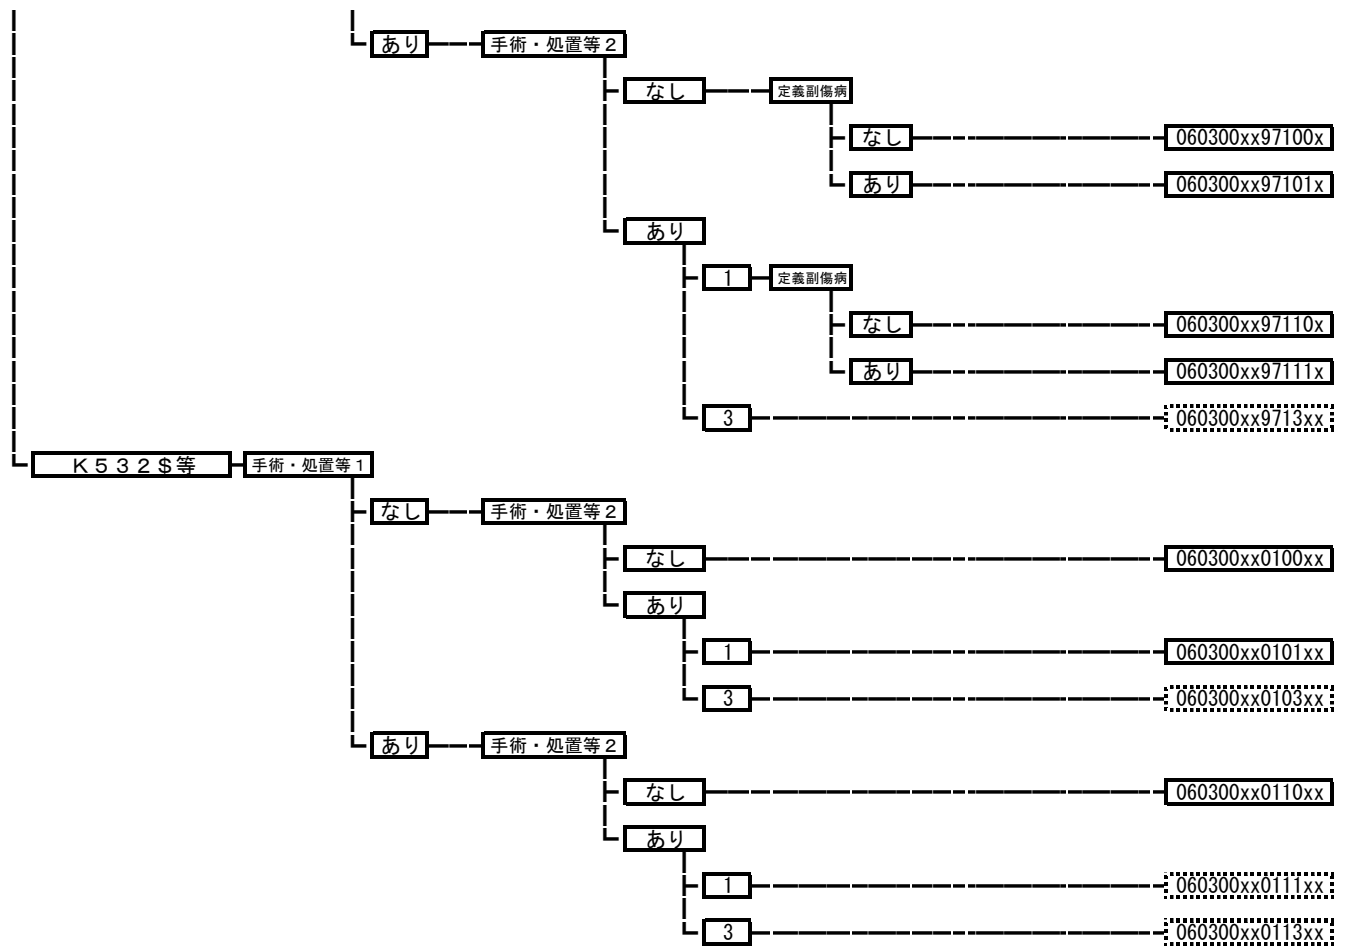 あり 手術・処置等２
なし 定義副傷病
なし 060300xx97100x
あり 060300xx97101x
あり
1 定義副傷病
なし 060300xx97110x
あり 060300xx97111x
3 060300xx9713xx
Ｋ５３２＄等 手術・処置等１
なし 手術・処置等２
なし 060300xx0100xx
あり
1 060300xx0101xx
3 060300xx0103xx
あり 手術・処置等２
なし 060300xx0110xx
あり
1 060300xx0111xx
3 060300xx0113xx